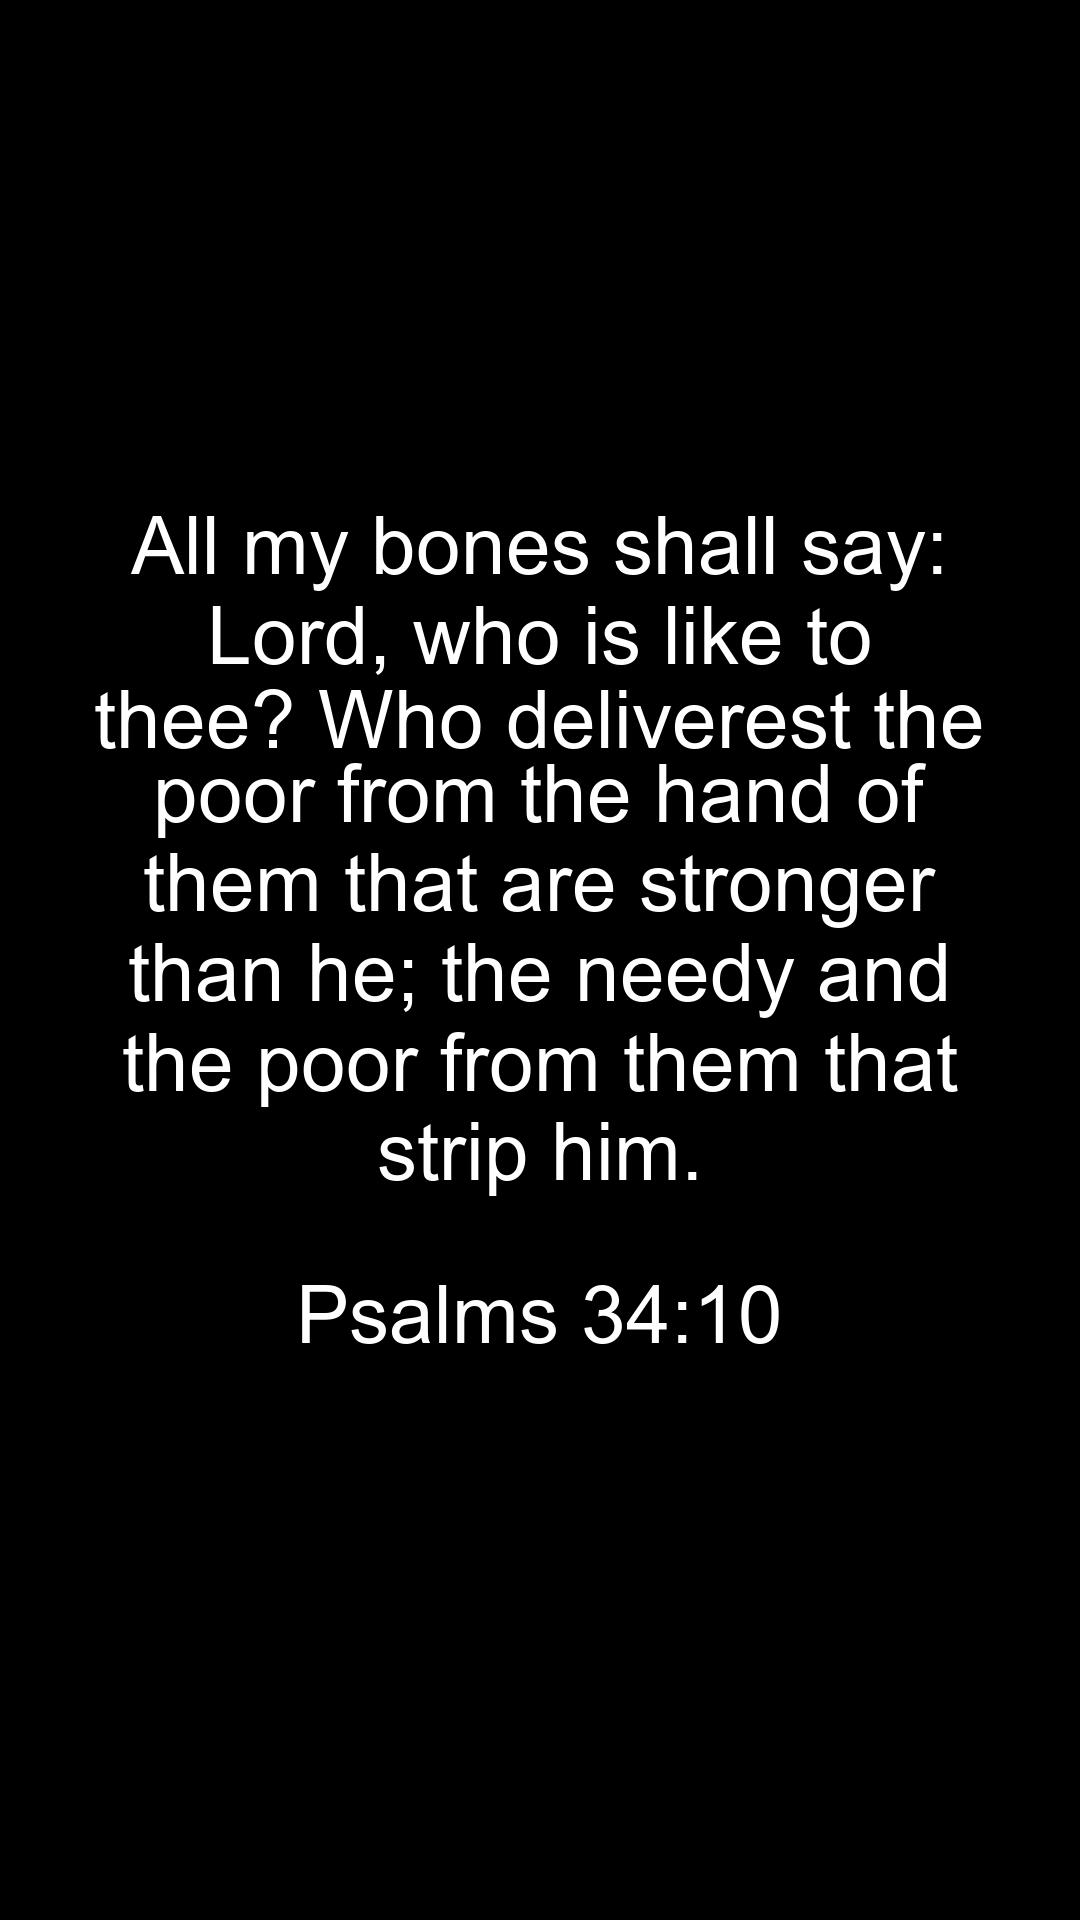 All my bones shall say:
Lord, who is like to
thee? Who deliverest the
poor from the hand of
them that are stronger
than he; the needy and
the poor from them that
strip him.
Psalms 34:10